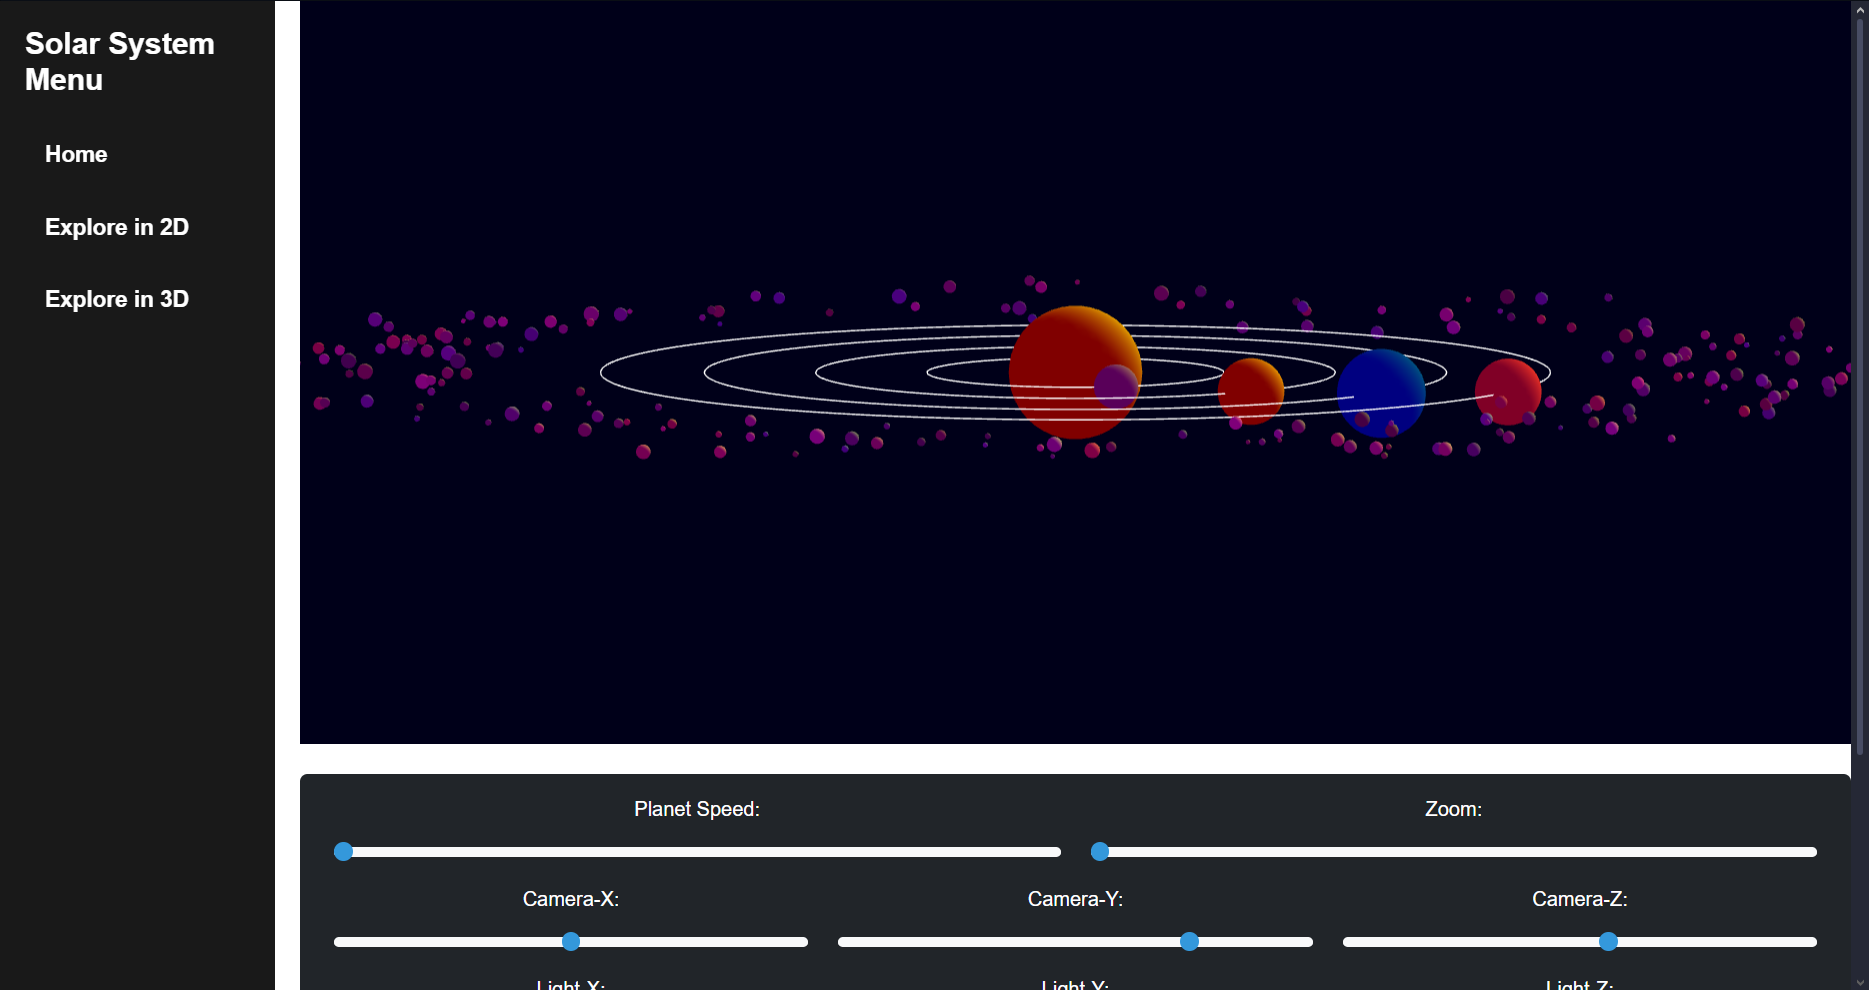 Solar System
Menu
Home
Explore in 2D
Explore in 3D
Planet Speed:
Zoom:
Camera-X:
Camera-Y:
Camera-Z:
Light-X:
Light-Y:
Light-Z: